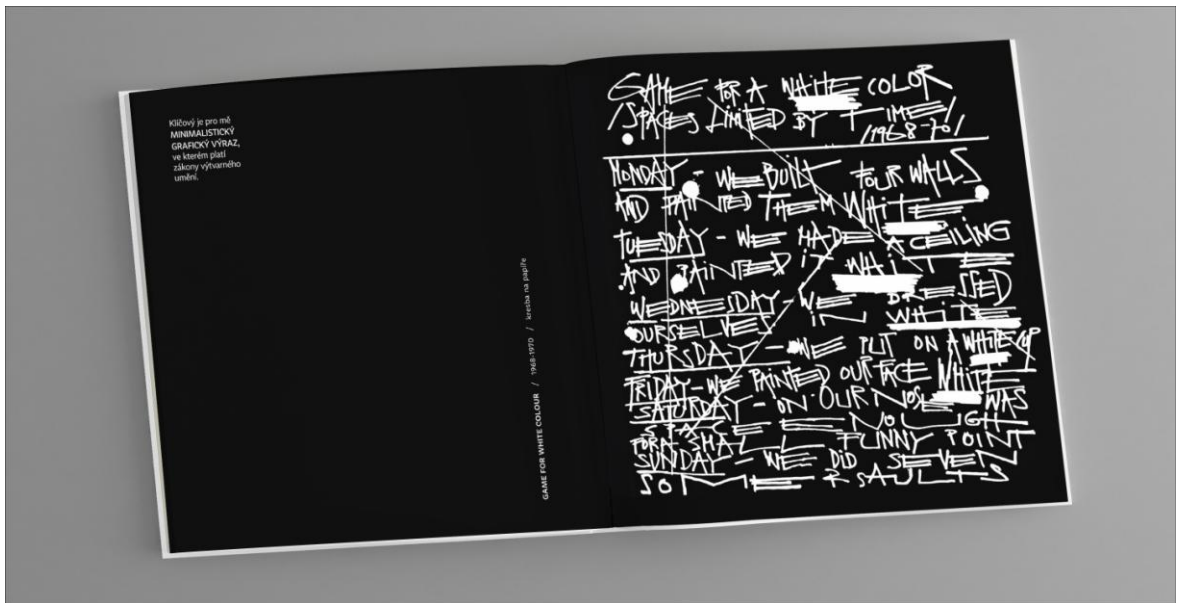 Klíčový je pro mě
MINIMALISTICKÝ
GRAFICKÝ VÝRAZ,
ve kterém platí
zákony výtvarného
umění.
GAME FOR WHITE COLOUR / 1968-1970 / kresba na papíře
GAME FOR A WHITE COLOR
/SPACES LIMITED BY TIME/
/1968-70/
MONDAY - WE BUILT FOUR WALLS
AND PAINTED THEM WHITE
TUESDAY - WE MADE A CEILING
AND PAINTED IT WHITE
WEDNESDAY - WE DRESSED
OURSELVES IN WHITE
THURSDAY - WE PUT ON A WHITE CUP
FRIDAY - WE PAINTED OUR FACE WHITE
SATURDAY - ON OUR NOSE WAS
SPACE ENOUGH
FOR A SMALL FUNNY POINT
SUNDAY - WE DID SEVEN
SOMERSAULTS